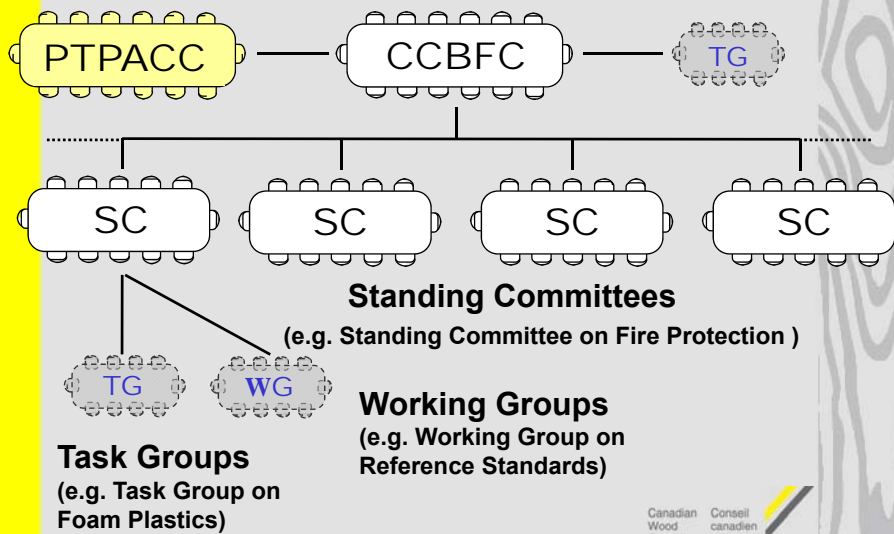 PTPACC
CCBFC
TG
SC
SC
SC
SC
Standing Committees
(e.g. Standing Committee on Fire Protection )
TG
WG
Working Groups
(e.g. Working Group on
Reference Standards)
Task Groups
(e.g. Task Group on
Foam Plastics)
Canadian Conseil
Wood canadien